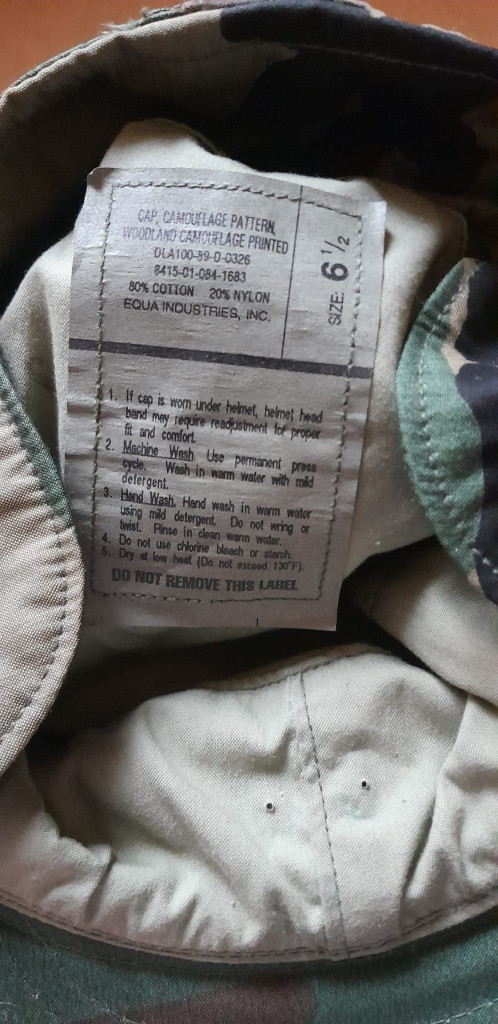 CAP, CAMOUFLAGE PATTERN,
WOODLAND CAMOUFLAGE PRINTED
DLA100-89-D-0326
8415-01-084-1683
80% COTTON 20% NYLON
EQUA INDUSTRIES, INC.
SIZE: 6 1/2
1. If cap is worn under helmet, helmet head
band may require readjustment for proper
fit and comfort.
2. Machine Wash. Use permanent press
cycle. Wash in warm water with mild
detergent.
3. Hand Wash. Hand wash in warm water
using mild detergent. Do not wring or
twist. Rinse in clean warm water.
4. Do not use chlorine bleach or starch.
5. Dry at low heat (Do not exceed 130°F).
DO NOT REMOVE THIS LABEL